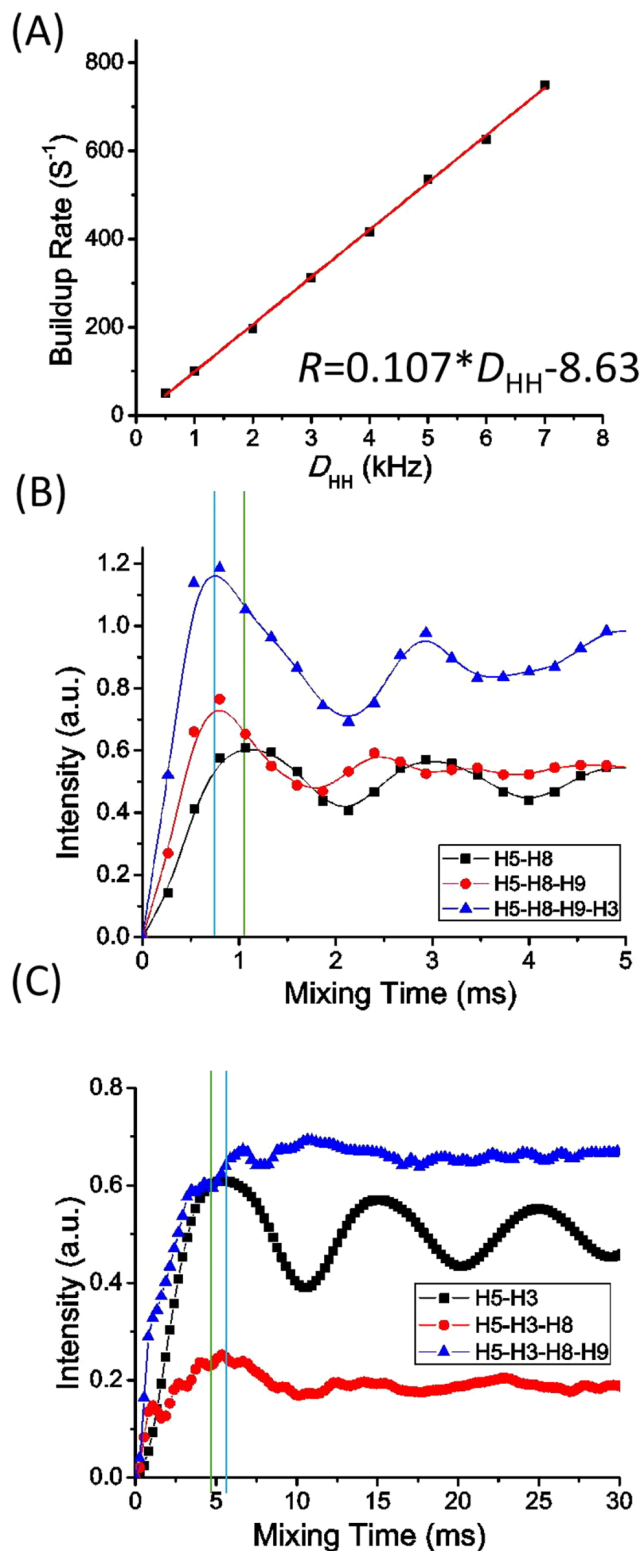 (A)
800
600
400
200
0
Buildup Rate (S⁻¹)
R=0.107*D_HH-8.63
0 1 2 3 4 5 6 7 8
D_HH (kHz)
(B)
1.2
1.0
0.8
0.6
0.4
0.2
0.0
Intensity (a.u.)
H5-H8
H5-H8-H9
H5-H8-H9-H3
0 1 2 3 4 5
Mixing Time (ms)
(C)
0.8
0.6
0.4
0.2
0.0
Intensity (a.u.)
H5-H3
H5-H3-H8
H5-H3-H8-H9
0 5 10 15 20 25 30
Mixing Time (ms)